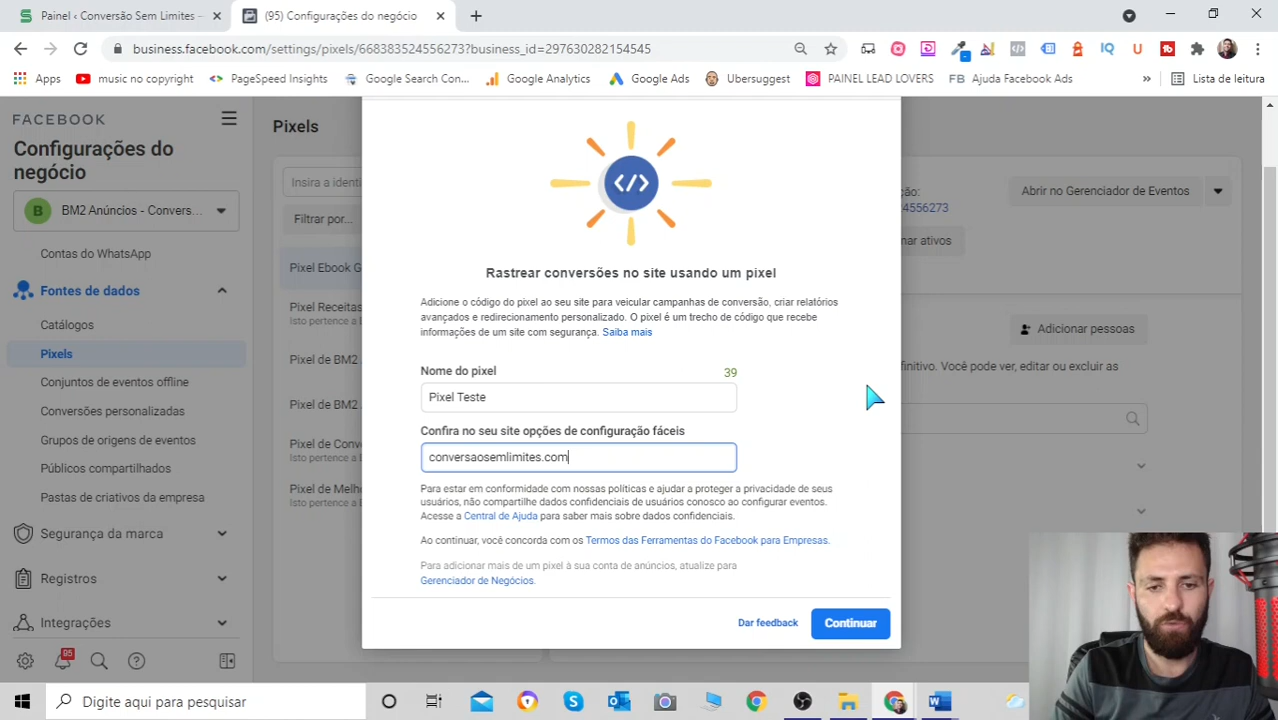 Painel ‹ Conversão Sem Limites –
(95) Configurações do negócio
business.facebook.com/settings/pixels/668383524556273?business_id=297630282154545
Apps
music no copyright
PageSpeed Insights
Google Search Con...
Google Analytics
Google Ads
Ubersuggest
PAINEL LEAD LOVERS
FB Ajuda Facebook Ads
»
Lista de leitura
FACEBOOK
Configurações do
negócio
B BM2 Anúncios - Convers...
Contas do WhatsApp
Fontes de dados
Catálogos
Pixels
Conjuntos de eventos offline
Conversões personalizadas
Grupos de origens de eventos
Públicos compartilhados
Pastas de criativos da empresa
Segurança da marca
Registros
Integrações
95
Pixels
Insira a identi
Filtrar por...
Pixel Ebook G
Pixel Receitas
Isto pertence a
Pixel de BM2
Pixel de BM2
Pixel de Conv
Isto pertence a
Pixel de Melh
Isto pertence a
</>
Rastrear conversões no site usando um pixel
Adicione o código do pixel ao seu site para veicular campanhas de conversão, criar relatórios
avançados e redirecionamento personalizado. O pixel é um trecho de código que recebe
informações de um site com segurança. Saiba mais
Nome do pixel
39
Pixel Teste
Confira no seu site opções de configuração fáceis
conversaosemlimites.com
Para estar em conformidade com nossas políticas e ajudar a proteger a privacidade de seus
usuários, não compartilhe dados confidenciais de usuários conosco ao configurar eventos.
Acesse a Central de Ajuda para saber mais sobre dados confidenciais.
Ao continuar, você concorda com os Termos das Ferramentas do Facebook para Empresas.
Para adicionar mais de um pixel à sua conta de anúncios, atualize para
Gerenciador de Negócios.
Dar feedback
Continuar
ção:
4556273
Abrir no Gerenciador de Eventos
nar ativos
Adicionar pessoas
finitivo. Você pode ver, editar ou excluir as
Digite aqui para pesquisar